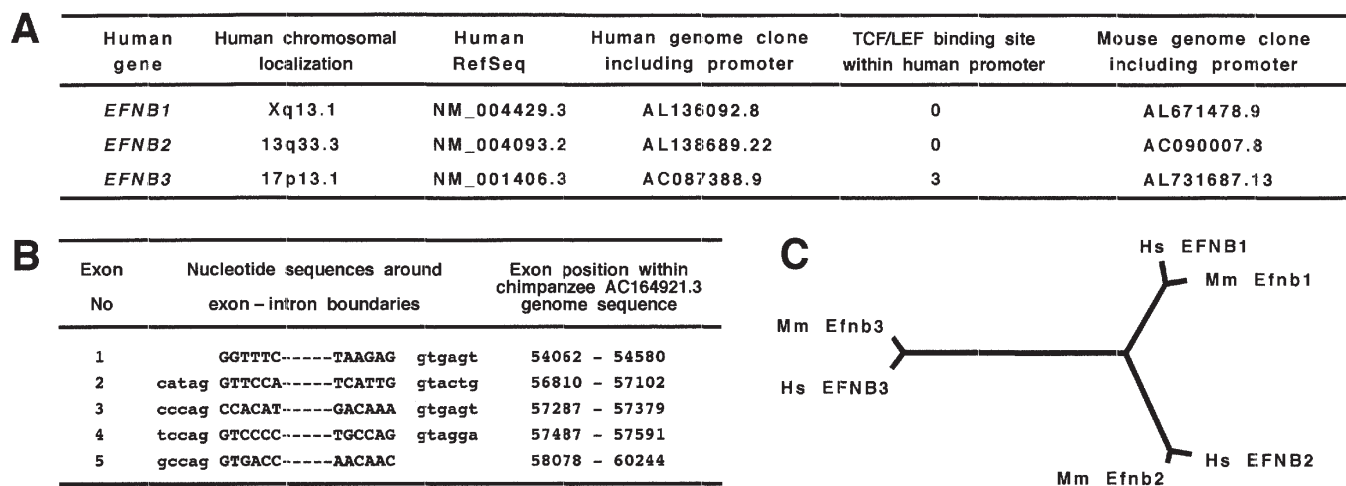 A
Human gene | Human chromosomal localization | Human RefSeq | Human genome clone including promoter | TCF/LEF binding site within human promoter | Mouse genome clone including promoter
EFNB1 Xq13.1 NM_004429.3 AL136092.8 0 AL671478.9
EFNB2 13q33.3 NM_004093.2 AL138689.22 0 AC090007.8
EFNB3 17p13.1 NM_001406.3 AC087388.9 3 AL731687.13
B
Exon No | Nucleotide sequences around exon – intron boundaries | Exon position within chimpanzee AC164921.3 genome sequence
1 GGTTTC------TAAGAG gtgagt 54062 - 54580
2 catag GTTCCA------TCATTG gtactg 56810 - 57102
3 cccag CCACAT------GACAAA gtgagt 57287 - 57379
4 tccag GTCCCC------TGCCAG gtagga 57487 - 57591
5 gccag GTGACC------AACAAC 58078 - 60244
C
Hs EFNB1
Mm Efnb1
Mm Efnb3
Hs EFNB3
Hs EFNB2
Mm Efnb2